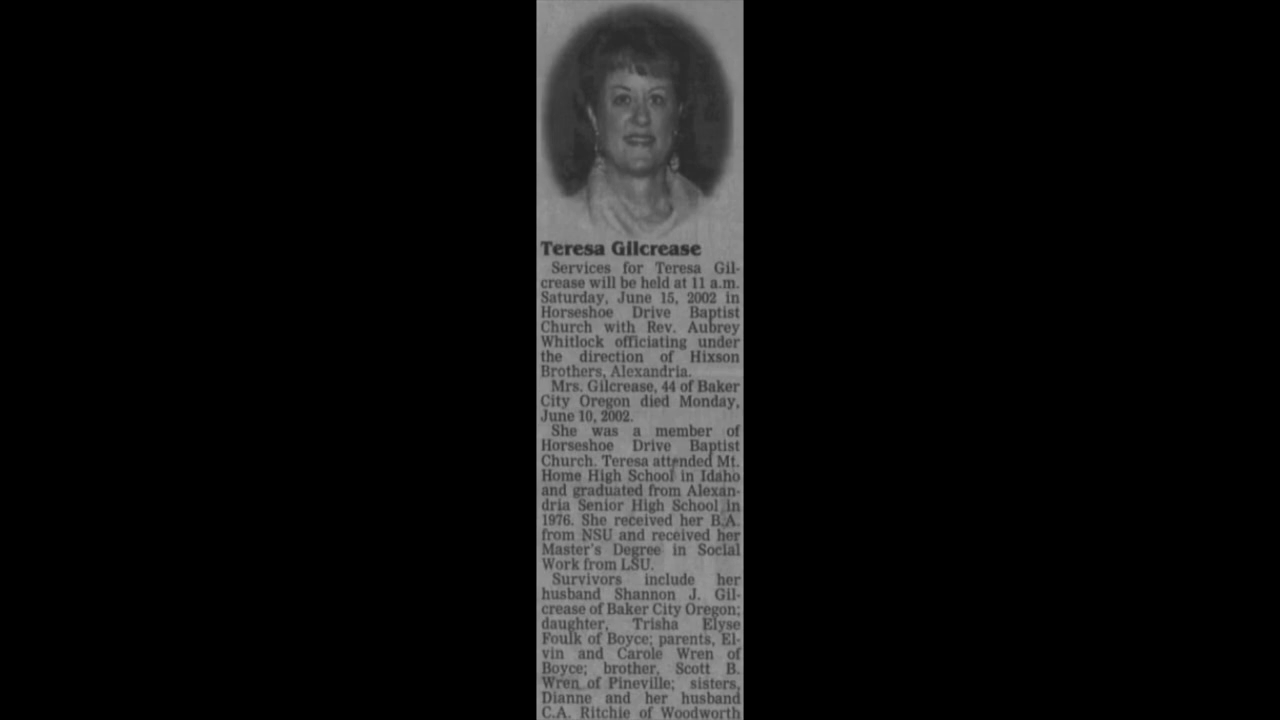 Teresa Gilcrease
Services for Teresa Gil-
crease will be held at 11 a.m.
Saturday, June 15, 2002 in
Horseshoe Drive Baptist
Church with Rev. Aubrey
Whitlock officiating under
the direction of Hixson
Brothers, Alexandria.
Mrs. Gilcrease, 44 of Baker
City Oregon died Monday,
June 10, 2002.
She was a member of
Horseshoe Drive Baptist
Church. Teresa attended Mt.
Home High School in Idaho
and graduated from Alexan-
dria Senior High School in
1976. She received her B.A.
from NSU and received her
Master's Degree in Social
Work from LSU.
Survivors include her
husband Shannon J. Gil-
crease of Baker City Oregon;
daughter, Trisha Elyse
Foulk of Boyce; parents, El-
vin and Carole Wren of
Boyce; brother, Scott B.
Wren of Pineville; sisters,
Dianne and her husband
C.A. Ritchie of Woodworth